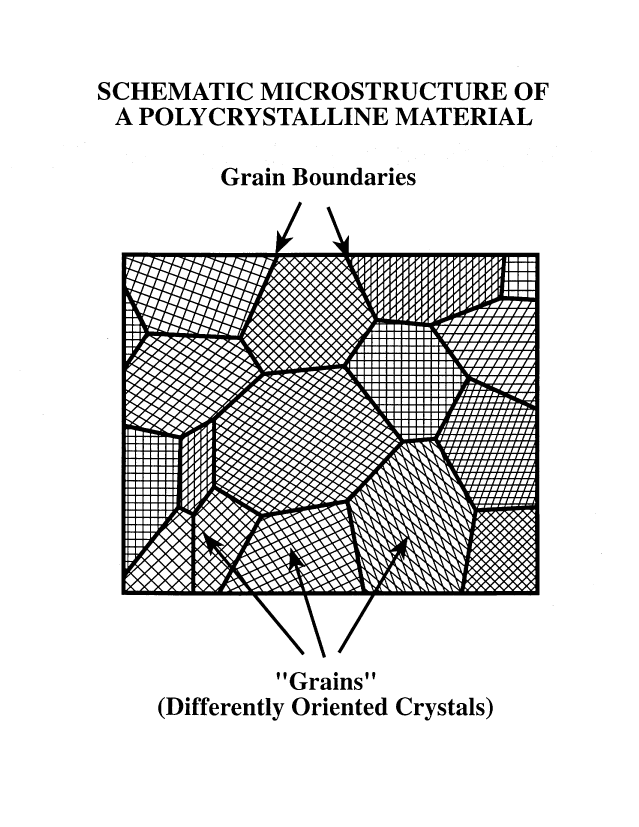 SCHEMATIC MICROSTRUCTURE OF
A POLYCRYSTALLINE MATERIAL
Grain Boundaries
"Grains"
(Differently Oriented Crystals)